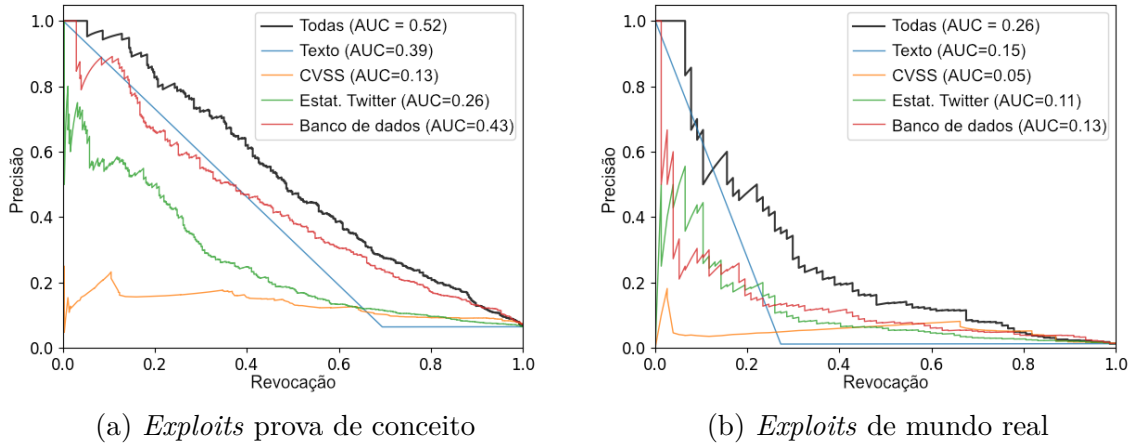 1.0
0.8
0.6
0.4
0.2
0.0
Precisão
Todas (AUC = 0.52)
Texto (AUC=0.39)
CVSS (AUC=0.13)
Estat. Twitter (AUC=0.26)
Banco de dados (AUC=0.43)
0.0 0.2 0.4 0.6 0.8 1.0
Revocação
(a) Exploits prova de conceito
1.0
0.8
0.6
0.4
0.2
0.0
Precisão
Todas (AUC = 0.26)
Texto (AUC=0.15)
CVSS (AUC=0.05)
Estat. Twitter (AUC=0.11)
Banco de dados (AUC=0.13)
0.0 0.2 0.4 0.6 0.8 1.0
Revocação
(b) Exploits de mundo real